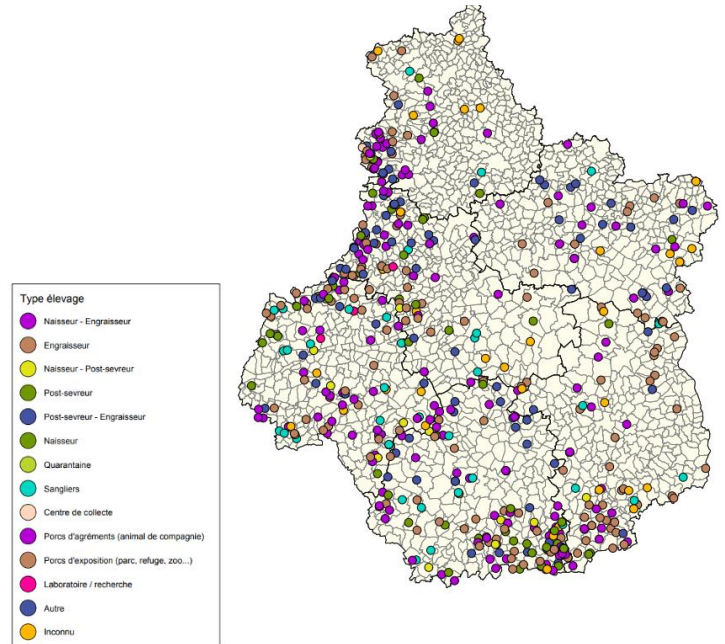 Type élevage
Naisseur - Engraisseur
Engraisseur
Naisseur - Post-sevreur
Post-sevreur
Post-sevreur - Engraisseur
Naisseur
Quarantaine
Sangliers
Centre de collecte
Porcs d'agréments (animal de compagnie)
Porcs d'exposition (parc, refuge, zoo...)
Laboratoire / recherche
Autre
Inconnu